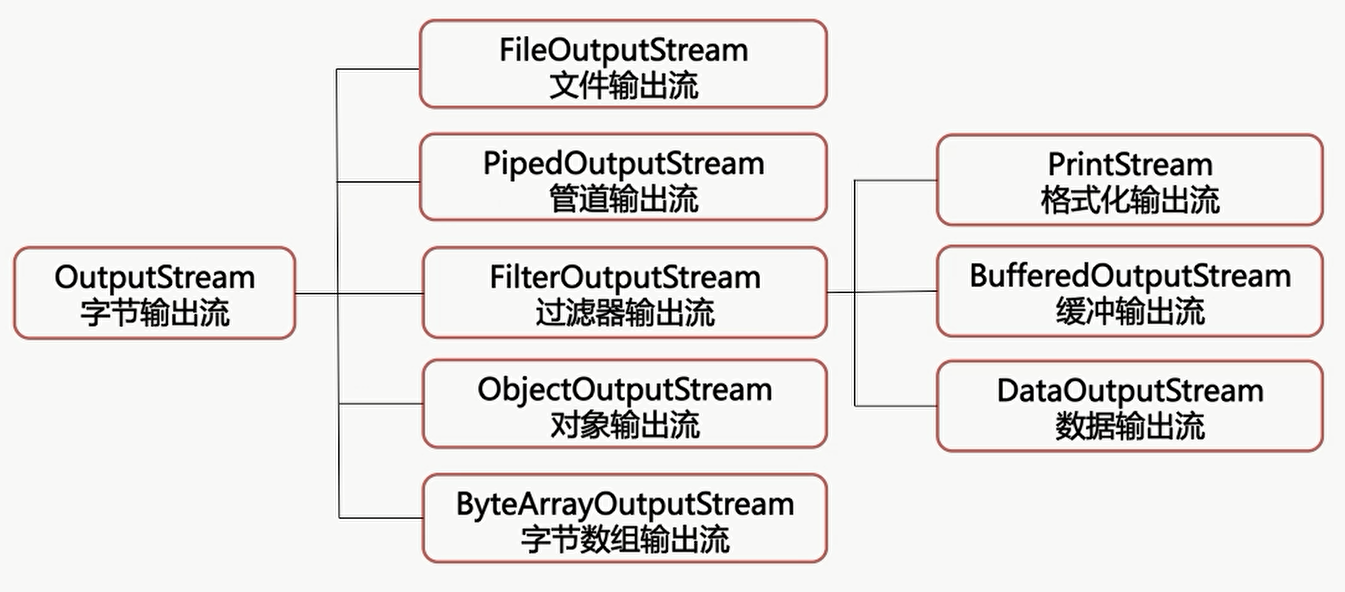 OutputStream
字节输出流
FileOutputStream
文件输出流
PipedOutputStream
管道输出流
FilterOutputStream
过滤器输出流
ObjectOutputStream
对象输出流
ByteArrayOutputStream
字节数组输出流
PrintStream
格式化输出流
BufferedOutputStream
缓冲输出流
DataOutputStream
数据输出流